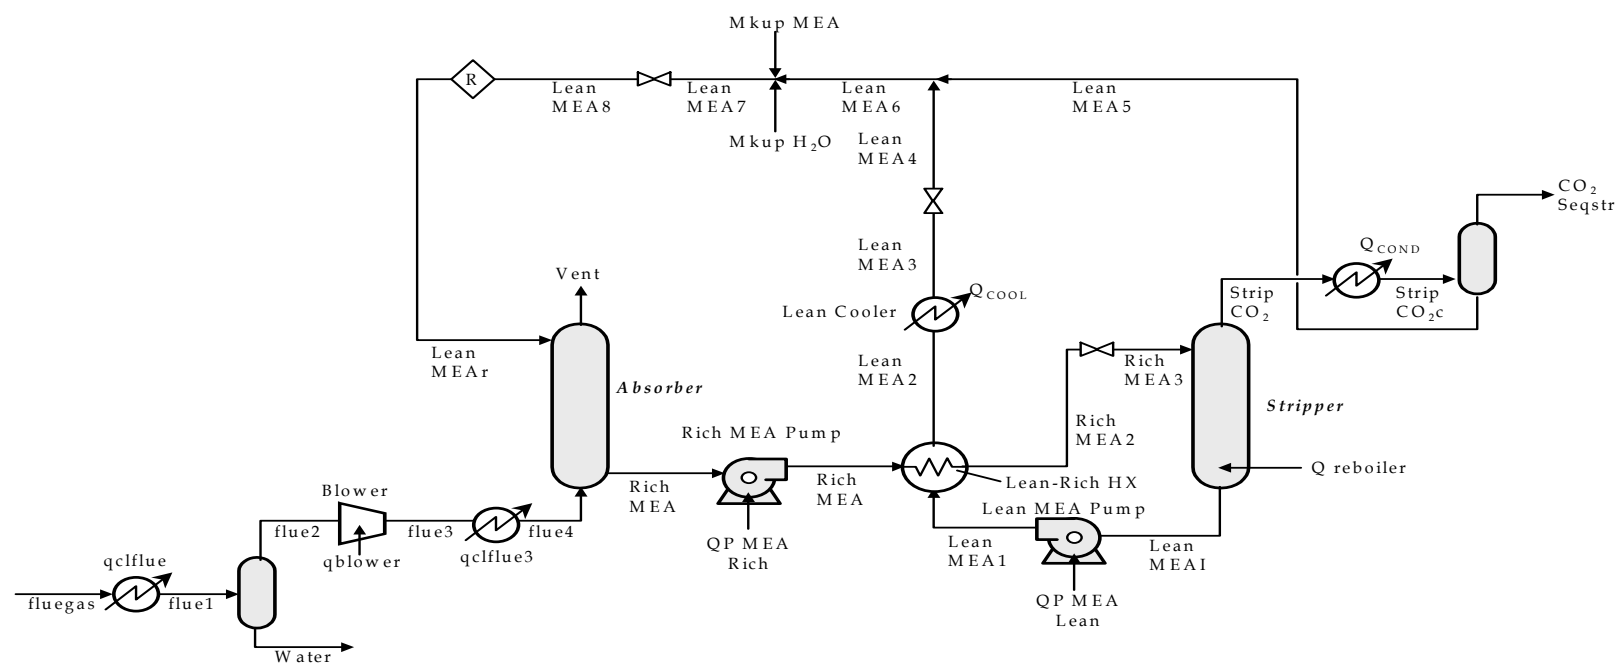 Mkup MEA
R
Lean
MEA8
Lean
MEA7
Lean
MEA6
Lean
MEA5
Mkup H₂O
Lean
MEA4
CO₂
Seqstr
Lean
MEA3
Q COND
Vent
Q COOL
Strip
CO₂
Strip
CO₂c
Lean Cooler
Lean
MEAr
Lean
MEA2
Rich
MEA3
Absorber
Stripper
Rich MEA Pump
Rich
MEA2
Q reboiler
Rich
MEA
Rich
MEA
Lean-Rich HX
Blower
Lean MEA Pump
flue2
flue3
flue4
QP MEA
Rich
Lean
MEA1
Lean
MEAI
qclflue
qblower
qclflue3
fluegas
flue1
QP MEA
Lean
Water